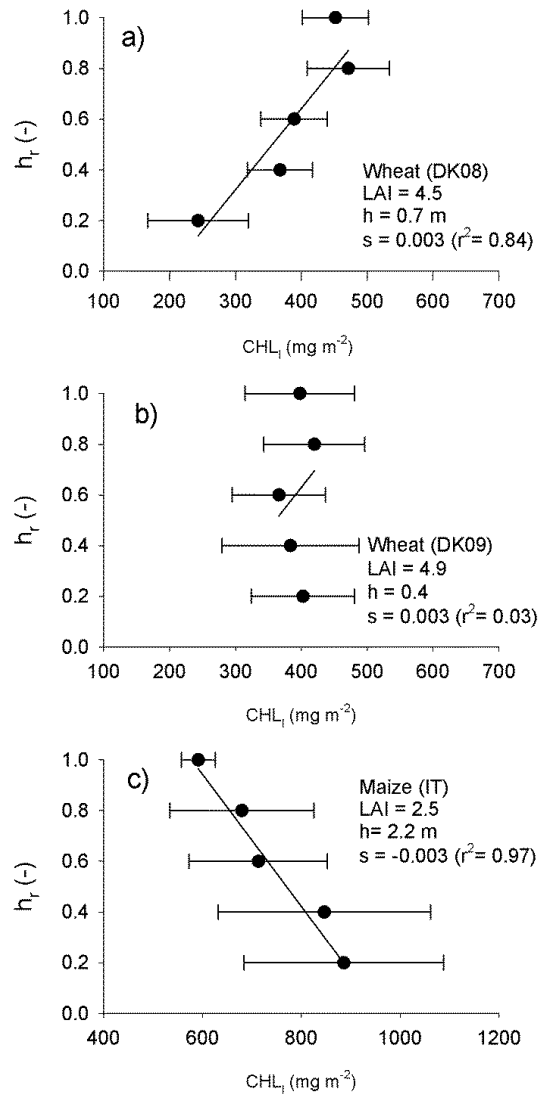 a)
1.0
0.8
0.6
0.4
0.2
0.0
h_r (-)
Wheat (DK08)
LAI = 4.5
h = 0.7 m
s = 0.003 (r²= 0.84)
100 200 300 400 500 600 700
CHL_l (mg m⁻²)
b)
1.0
0.8
0.6
0.4
0.2
0.0
h_r (-)
Wheat (DK09)
LAI = 4.9
h = 0.4
s = 0.003 (r²= 0.03)
100 200 300 400 500 600 700
CHL_l (mg m⁻²)
c)
1.0
0.8
0.6
0.4
0.2
0.0
h_r (-)
Maize (IT)
LAI = 2.5
h= 2.2 m
s = -0.003 (r²= 0.97)
400 600 800 1000 1200
CHL_l (mg m⁻²)